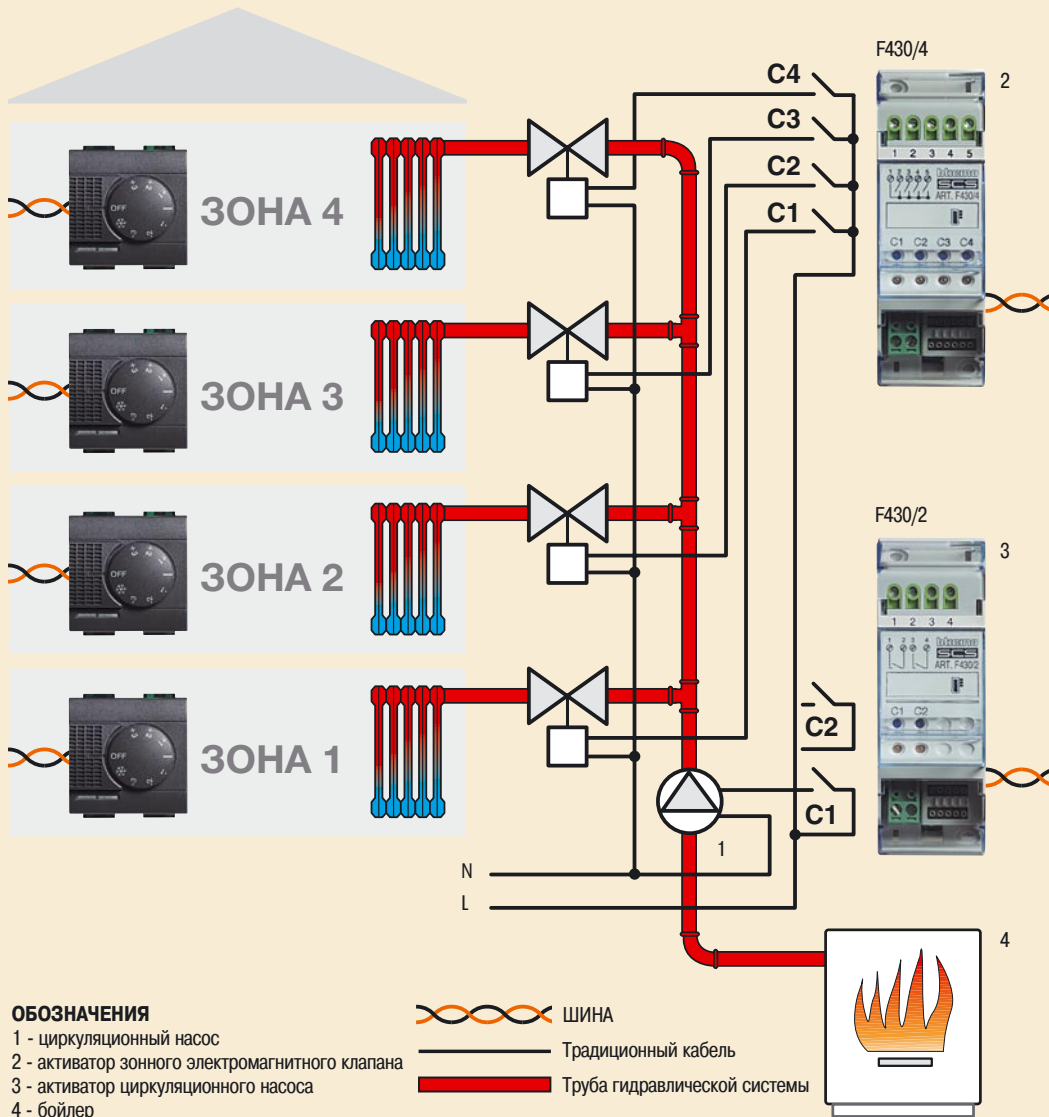 F430/4
2
C4
C3
C2
C1
1 2 3 4 5
bticino
SCS
ART. F430/4
C1 C2 C3 C4
OFF
ЗОНА 4
OFF
ЗОНА 3
OFF
ЗОНА 2
OFF
ЗОНА 1
F430/2
3
1 2 3 4
bticino
SCS
ART. F430/2
C1 C2
C2
C1
1
N
L
4
ОБОЗНАЧЕНИЯ
1 - циркуляционный насос
2 - активатор зонного электромагнитного клапана
3 - активатор циркуляционного насоса
4 - бойлер
ШИНА
Традиционный кабель
Труба гидравлической системы